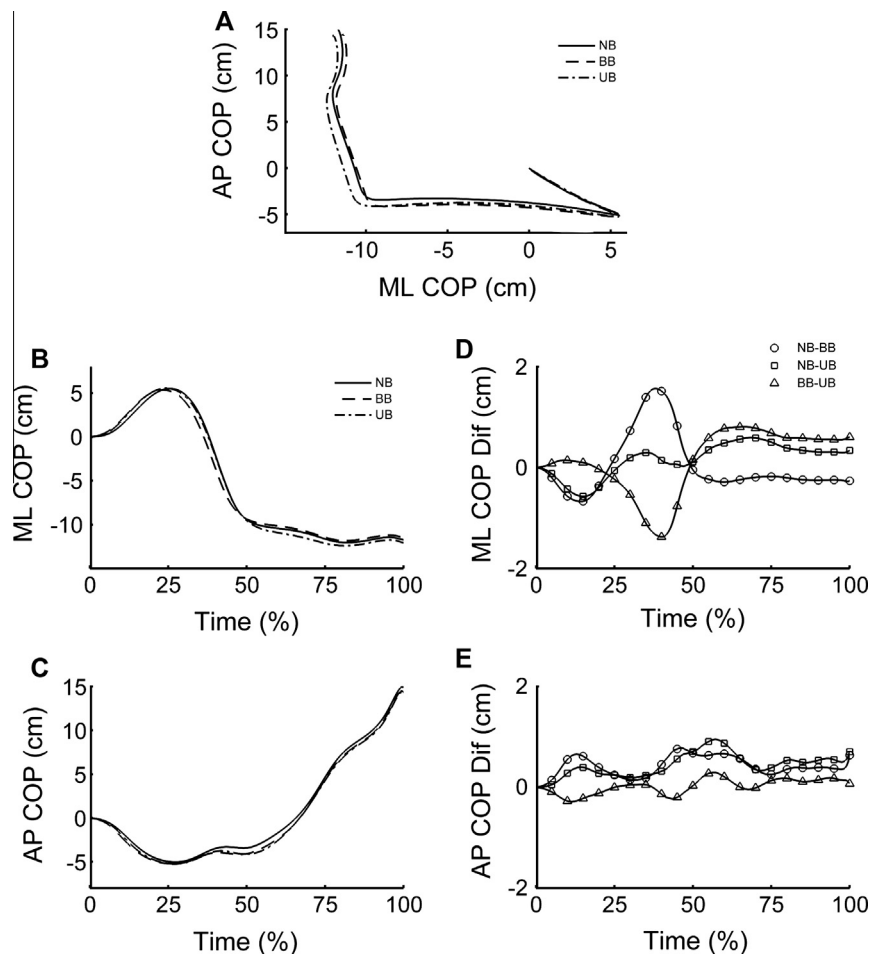 A
15
10
5
0
-5
AP COP (cm)
-10 -5 0 5
ML COP (cm)
NB
BB
UB
B
5
0
-5
-10
ML COP (cm)
0 25 50 75 100
Time (%)
NB
BB
UB
D
2
0
-2
ML COP Dif (cm)
0 25 50 75 100
Time (%)
NB-BB
NB-UB
BB-UB
C
15
10
5
0
-5
AP COP (cm)
0 25 50 75 100
Time (%)
E
2
0
-2
AP COP Dif (cm)
0 25 50 75 100
Time (%)